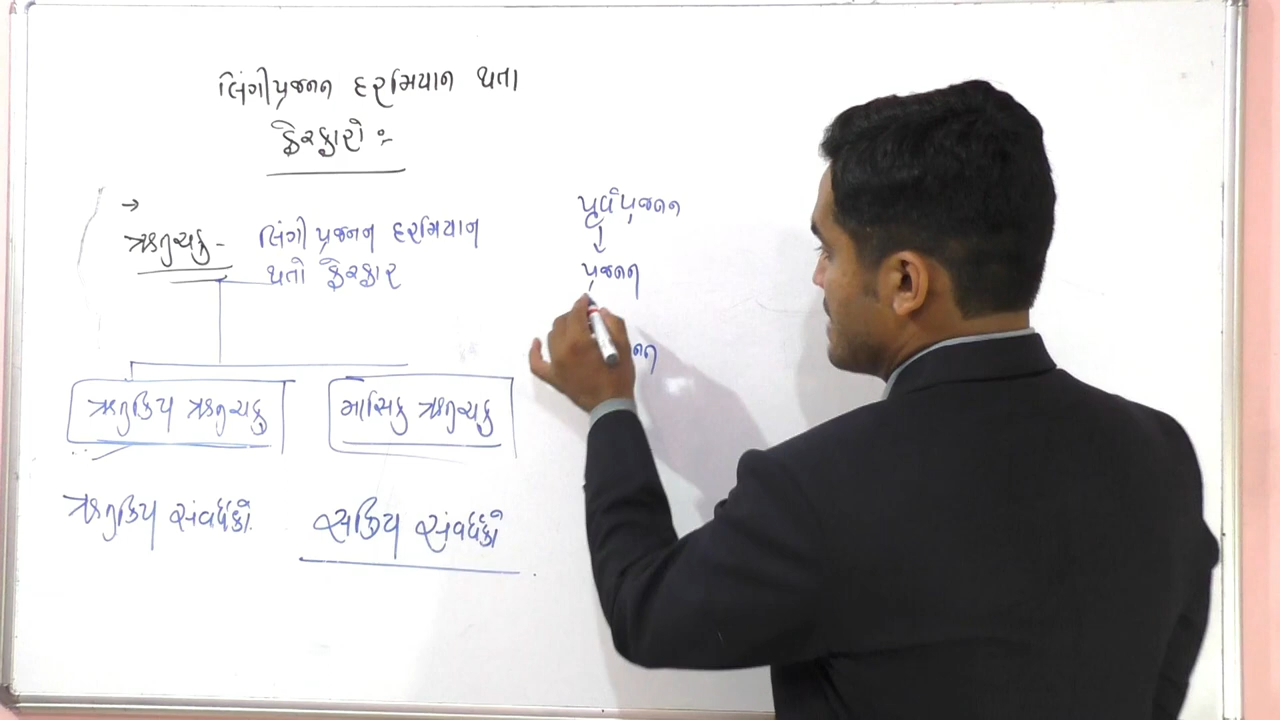 લિંગીપ્રજનન દરમિયાન થતા
ફેરફારો :-
→
ઋતુચક્ર - લિંગી પ્રજનન દરમિયાન
થતો ફેરફાર
ઋતુકિય ઋતુચક્ર
માસિક ઋતુચક્ર
ઋતુકિય સંવર્ધકો.
સક્રિય સંવર્ધકો
પૂર્વપ્રજનન
↓
પ્રજનન